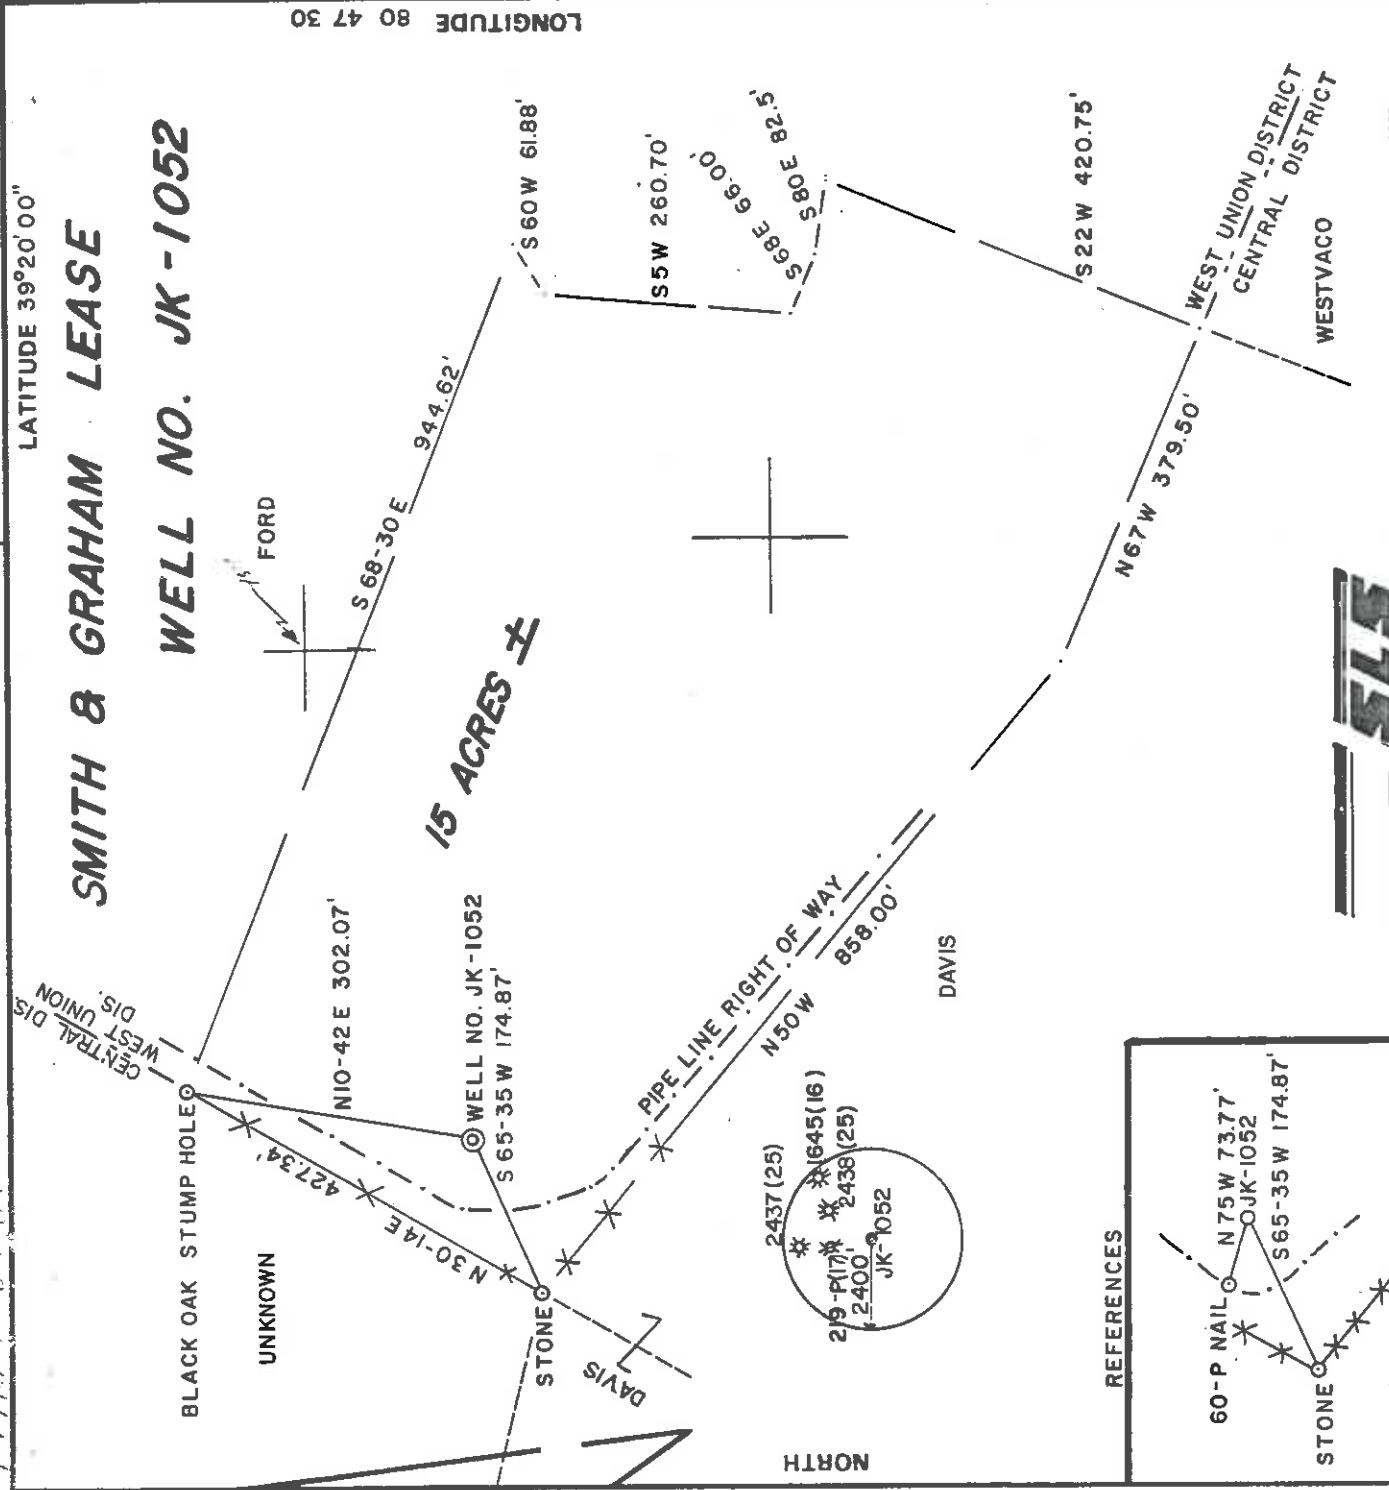 LATITUDE 39°20'00"
LONGITUDE 80 47 30
SMITH & GRAHAM LEASE
WELL NO. JK-1052
FORD
S 68-30 E 944.62'
S 60 W 61.88'
S 5 W 260.70'
S 68 E 66.00'
S 80 E 82.5'
S 22 W 420.75'
WEST UNION DISTRICT
CENTRAL DISTRICT
WESTVACO
N 67 W 379.50'
15 ACRES ±
CENTRAL DIS.
WEST UNION
DIS.
BLACK OAK STUMP HOLE
N10-42 E 302.07'
WELL NO. JK-1052
S 65-35 W 174.87'
427.34'
N 30-14 E
UNKNOWN
STONE
DAVIS
PIPE LINE RIGHT OF WAY
N 50 W 858.00'
DAVIS
2437(25)
1645(16)
2438(25)
219-P(17)
2400'
JK-1052
NORTH
REFERENCES
60-P NAIL
N 75 W 73.77'
JK-1052
S 65-35 W 174.87'
STONE
SLS